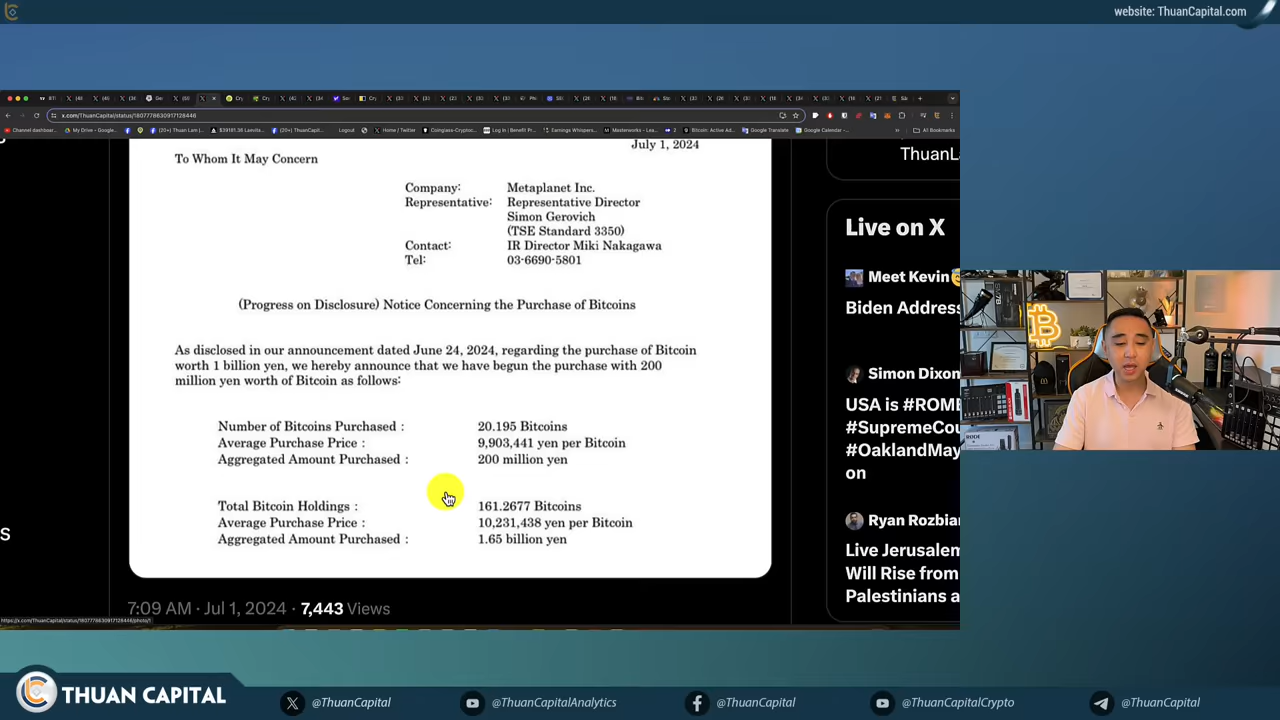 website: ThuanCapital.com
x.com/ThuanCapital/status/1807778630917128446
July 1, 2024
To Whom It May Concern
Company: Metaplanet Inc.
Representative: Representative Director
Simon Gerovich
(TSE Standard 3350)
Contact: IR Director Miki Nakagawa
Tel: 03-6690-5801
(Progress on Disclosure) Notice Concerning the Purchase of Bitcoins
As disclosed in our announcement dated June 24, 2024, regarding the purchase of Bitcoin
worth 1 billion yen, we hereby announce that we have begun the purchase with 200
million yen worth of Bitcoin as follows:
Number of Bitcoins Purchased : 20.195 Bitcoins
Average Purchase Price : 9,903,441 yen per Bitcoin
Aggregated Amount Purchased : 200 million yen
Total Bitcoin Holdings : 161.2677 Bitcoins
Average Purchase Price : 10,231,438 yen per Bitcoin
Aggregated Amount Purchased : 1.65 billion yen
7:09 AM · Jul 1, 2024 · 7,443 Views
ThuanL
Live on X
Meet Kevin
Biden Address
Simon Dixon
USA is #ROME
#SupremeCou
#OaklandMay
on
Ryan Rozbian
Live Jerusalem
Will Rise from
Palestinians a
THUAN CAPITAL
@ThuanCapital
@ThuanCapitalAnalytics
@ThuanCapital
@ThuanCapitalCrypto
@ThuanCapital